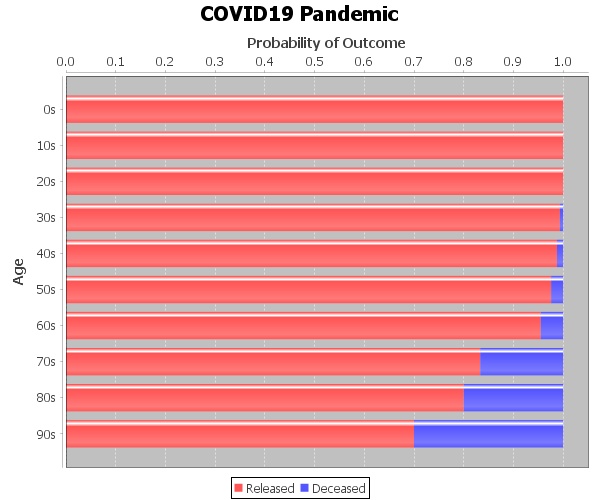 COVID19 Pandemic
Probability of Outcome
0.0 0.1 0.2 0.3 0.4 0.5 0.6 0.7 0.8 0.9 1.0
Age
0s
10s
20s
30s
40s
50s
60s
70s
80s
90s
Released Deceased